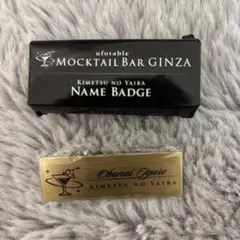 ufotable
MOCKTAIL BAR GINZA
KIMETSU NO YAIBA
NAME BADGE
Obanai Iguro
KIMETSU NO YAIBA